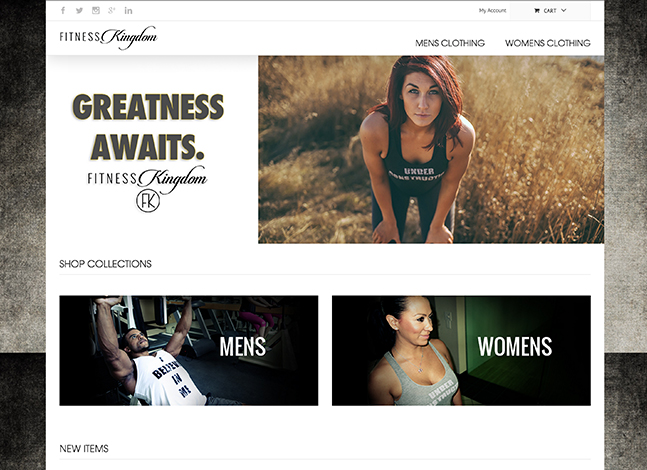 My Account
CART
FITNESS Kingdom
MENS CLOTHING
WOMENS CLOTHING
GREATNESS
AWAITS.
FITNESS Kingdom
FK
UNDER
CONSTRUCTION
SHOP COLLECTIONS
I
BELIEVE
IN
ME
MENS
UNDER
CONSTRUCTION
WOMENS
NEW ITEMS